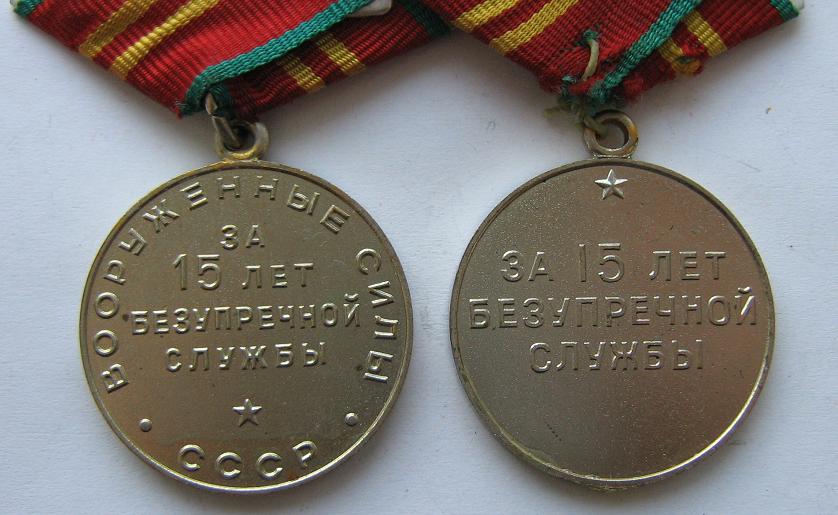 ВООРУЖЕННЫЕ СИЛЫ
ЗА
15 ЛЕТ
БЕЗУПРЕЧНОЙ
СЛУЖБЫ
СССР
ЗА 15 ЛЕТ
БЕЗУПРЕЧНОЙ
СЛУЖБЫ